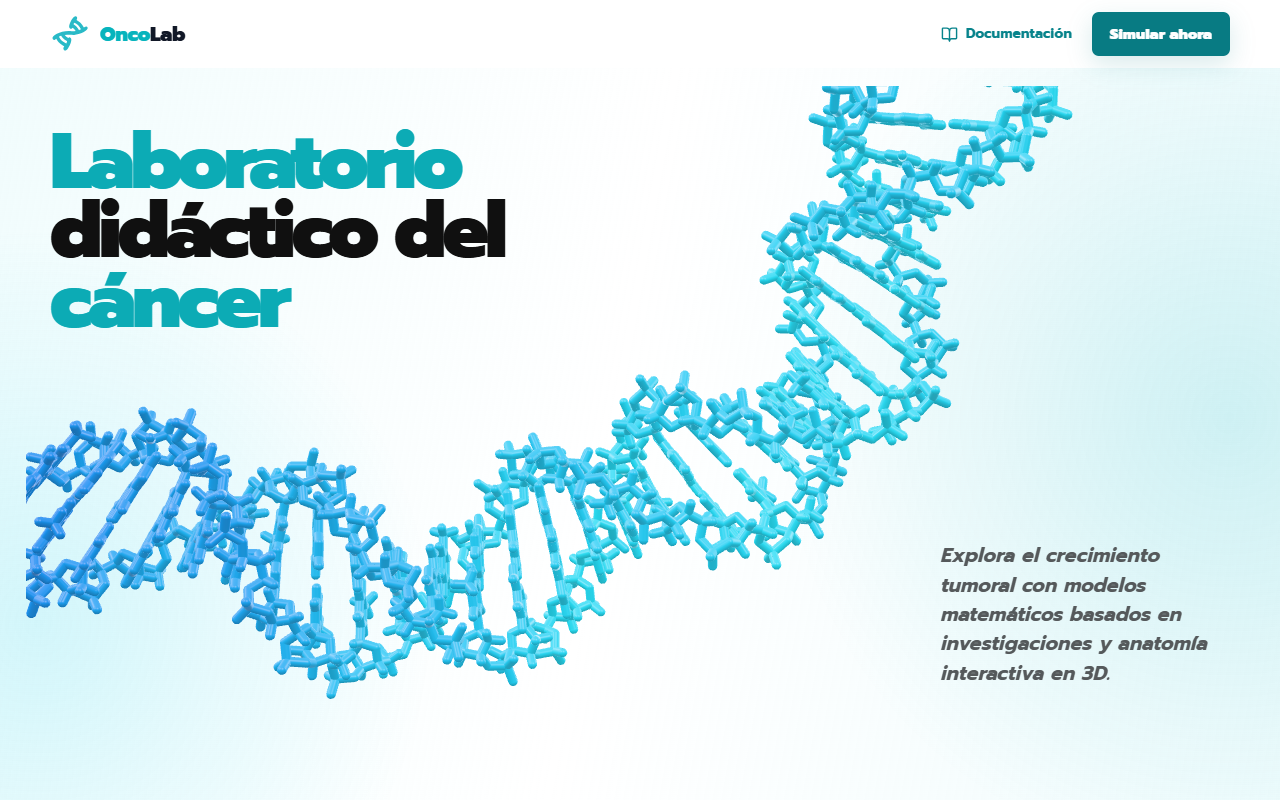 OncoLab
Documentación
Simular ahora
Laboratorio
didáctico del
cáncer
Explora el crecimiento
tumoral con modelos
matemáticos basados en
investigaciones y anatomía
interactiva en 3D.